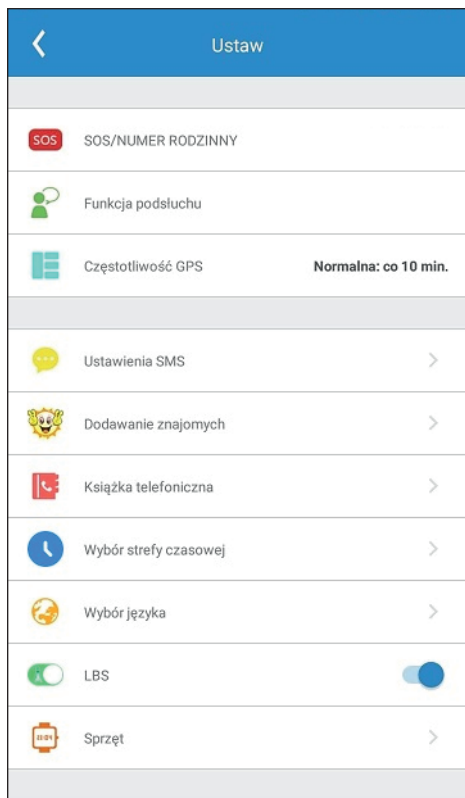 Ustaw
SOS SOS/NUMER RODZINNY
Funkcja podsłuchu
Częstotliwość GPS Normalna: co 10 min.
Ustawienia SMS
Dodawanie znajomych
Książka telefoniczna
Wybór strefy czasowej
Wybór języka
LBS
Sprzęt